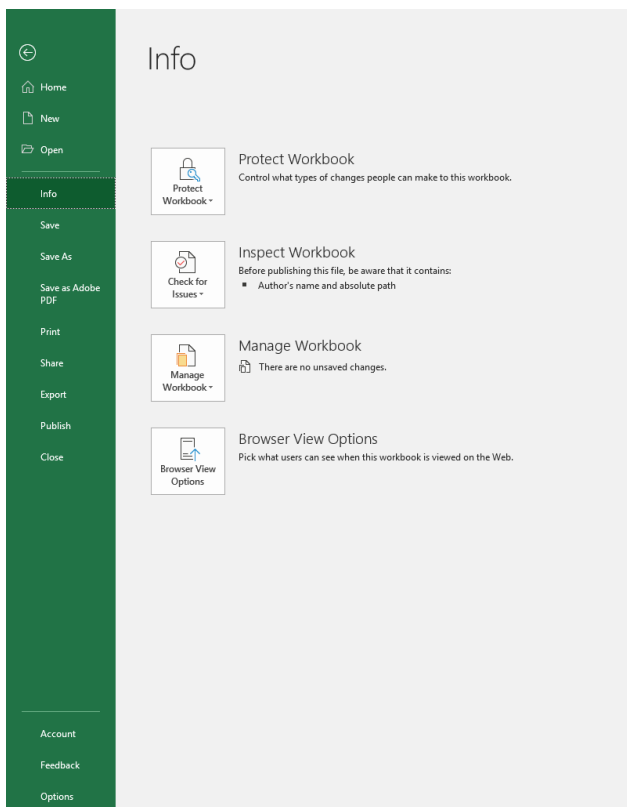 Info
Home
New
Open
Info
Save
Save As
Save as Adobe
PDF
Print
Share
Export
Publish
Close
Account
Feedback
Options
Protect
Workbook
Protect Workbook
Control what types of changes people can make to this workbook.
Check for
Issues
Inspect Workbook
Before publishing this file, be aware that it contains:
Author's name and absolute path
Manage
Workbook
Manage Workbook
There are no unsaved changes.
Browser View
Options
Browser View Options
Pick what users can see when this workbook is viewed on the Web.